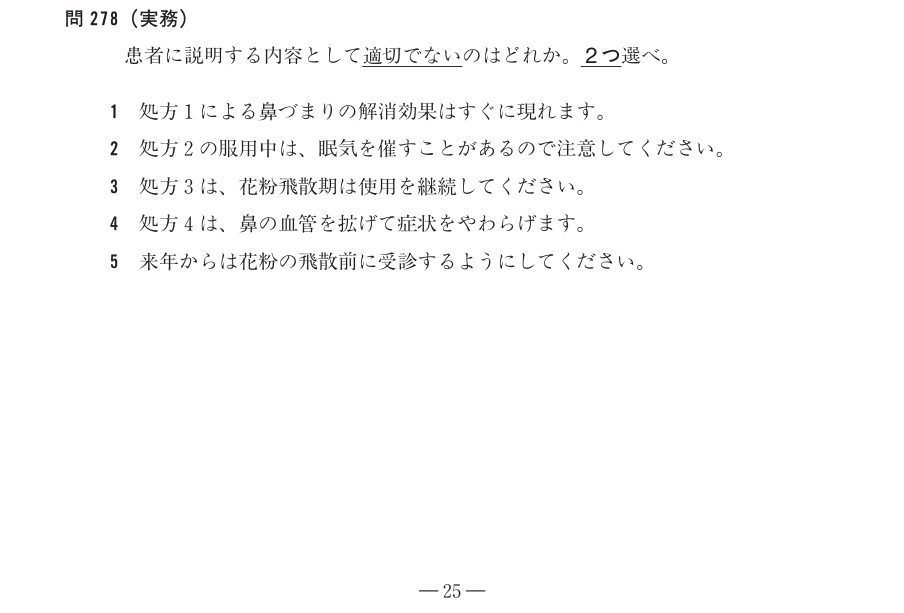 問278(実務)
患者に説明する内容として適切でないのはどれか。2つ選べ。
1 処方1による鼻づまりの解消効果はすぐに現れます。
2 処方2の服用中は、眠気を催すことがあるので注意してください。
3 処方3は、花粉飛散期は使用を継続してください。
4 処方4は、鼻の血管を拡げて症状をやわらげます。
5 来年からは花粉の飛散前に受診するようにしてください。
― 25 ―